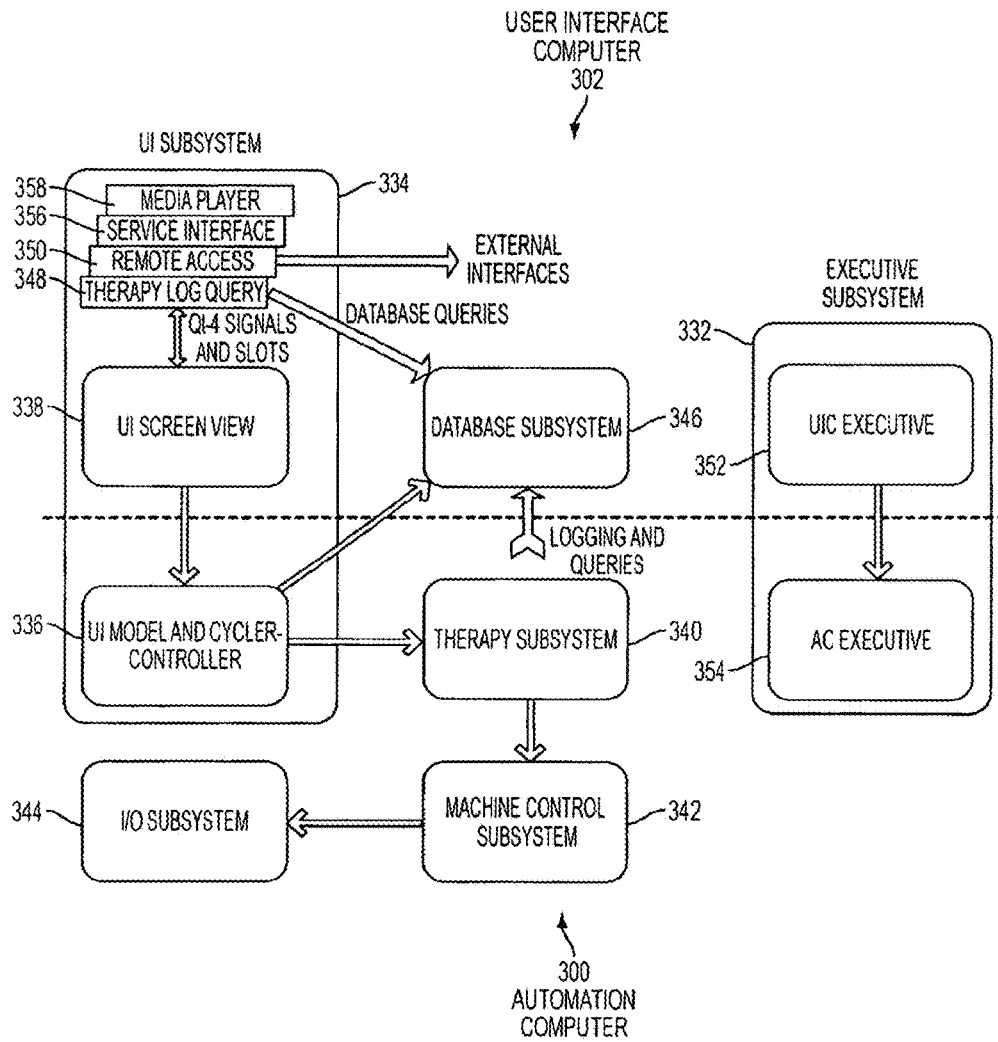 USER INTERFACE
COMPUTER
302
UI SUBSYSTEM
358
MEDIA PLAYER
334
356
SERVICE INTERFACE
350
REMOTE ACCESS
EXTERNAL
INTERFACES
348
THERAPY LOG QUERY
DATABASE QUERIES
QI-4 SIGNALS
AND SLOTS
EXECUTIVE
SUBSYSTEM
332
338
UI SCREEN VIEW
DATABASE SUBSYSTEM
346
UIC EXECUTIVE
352
LOGGING AND
QUERIES
336
UI MODEL AND CYCLER-
CONTROLLER
THERAPY SUBSYSTEM
340
AC EXECUTIVE
354
344
I/O SUBSYSTEM
MACHINE CONTROL
SUBSYSTEM
342
300
AUTOMATION
COMPUTER